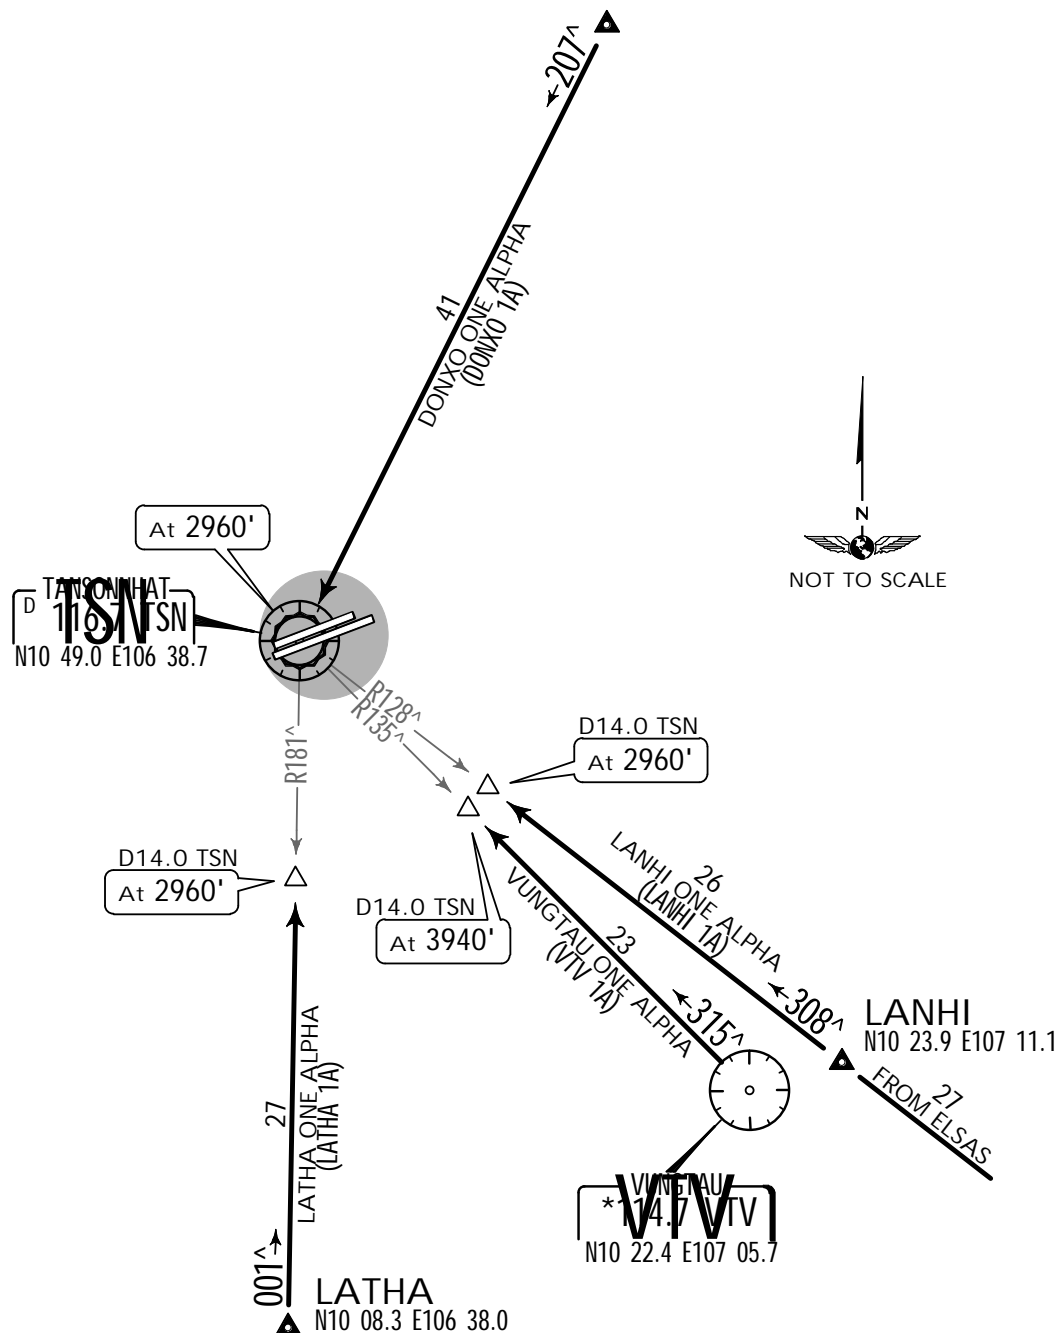 207^
41
DONXO ONE ALPHA
(DONXO 1A)
N
NOT TO SCALE
At 2960'
TANSONNHAT
D 116.7 TSN
TSN
N10 49.0 E106 38.7
R128^
R135^
R181^
D14.0 TSN
At 2960'
D14.0 TSN
At 2960'
D14.0 TSN
At 3940'
26
LANHI ONE ALPHA
(LANHI 1A)
23
VUNGTAU ONE ALPHA
(VTV 1A)
315^
308^
LANHI
N10 23.9 E107 11.1
27
FROM ELSAS
27
LATHA ONE ALPHA
(LATHA 1A)
001^
VUNGTAU
*114.7 VTV
VTV
N10 22.4 E107 05.7
LATHA
N10 08.3 E106 38.0